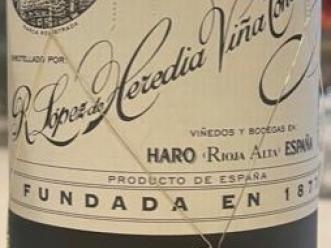 MARCA REGISTRADA
EMBOTELLADO POR:
R. López de Heredia Viña
VIÑEDOS Y BODEGAS EN
HARO (RIOJA ALTA) ESPAÑA
PRODUCTO DE ESPAÑA
FUNDADA EN 187